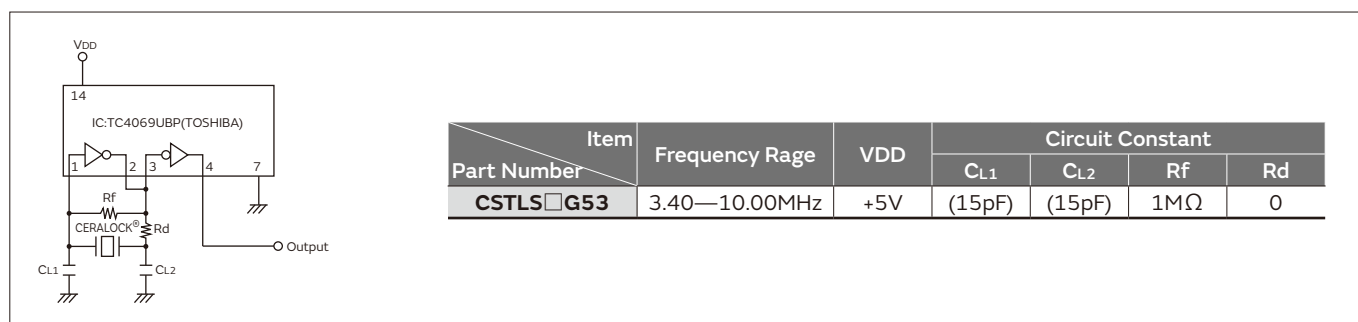 VDD
14
IC:TC4069UBP(TOSHIBA)
1 2 3 4 7
Rf
CERALOCK® Rd
Output
CL1 CL2
Item
Part Number
Frequency Rage
VDD
Circuit Constant
CL1 CL2 Rf Rd
CSTLS□G53 3.40—10.00MHz +5V (15pF) (15pF) 1MΩ 0